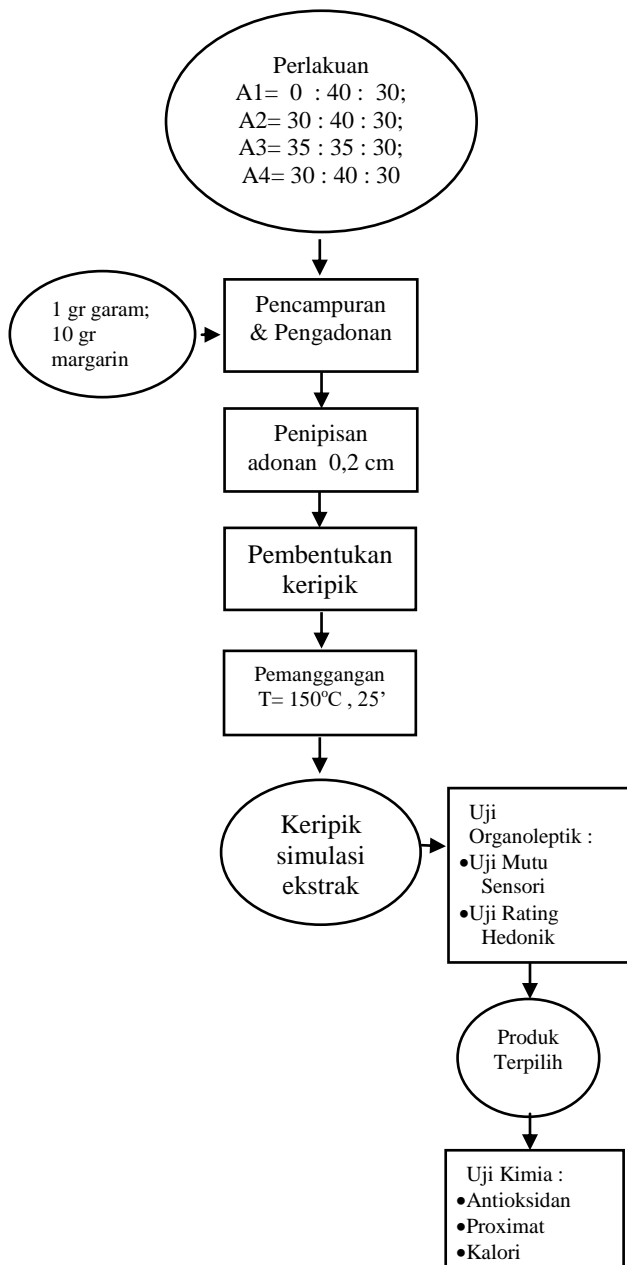 Perlakuan
A1= 0 : 40 : 30;
A2= 30 : 40 : 30;
A3= 35 : 35 : 30;
A4= 30 : 40 : 30
1 gr garam;
10 gr
margarin
Pencampuran
& Pengadonan
Penipisan
adonan 0,2 cm
Pembentukan
keripik
Pemanggangan
T= 150°C , 25’
Keripik
simulasi
ekstrak
Uji
Organoleptik :
•Uji Mutu
Sensori
•Uji Rating
Hedonik
Produk
Terpilih
Uji Kimia :
•Antioksidan
•Proximat
•Kalori